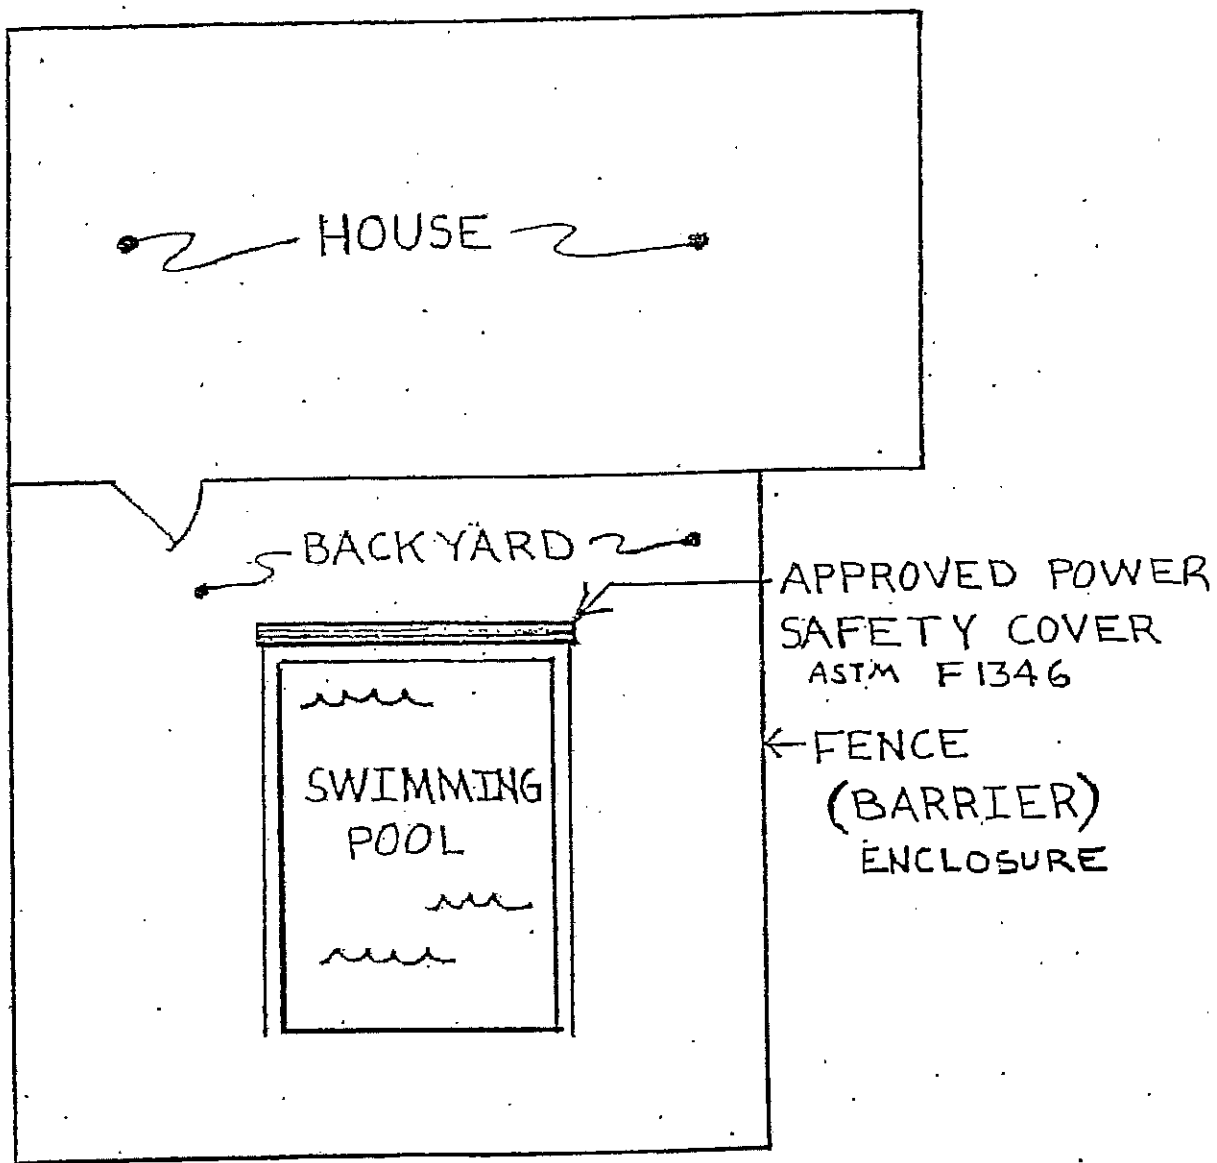 HOUSE
BACKYARD
APPROVED POWER
SAFETY COVER
ASTM F1346
FENCE
(BARRIER)
ENCLOSURE
SWIMMING
POOL